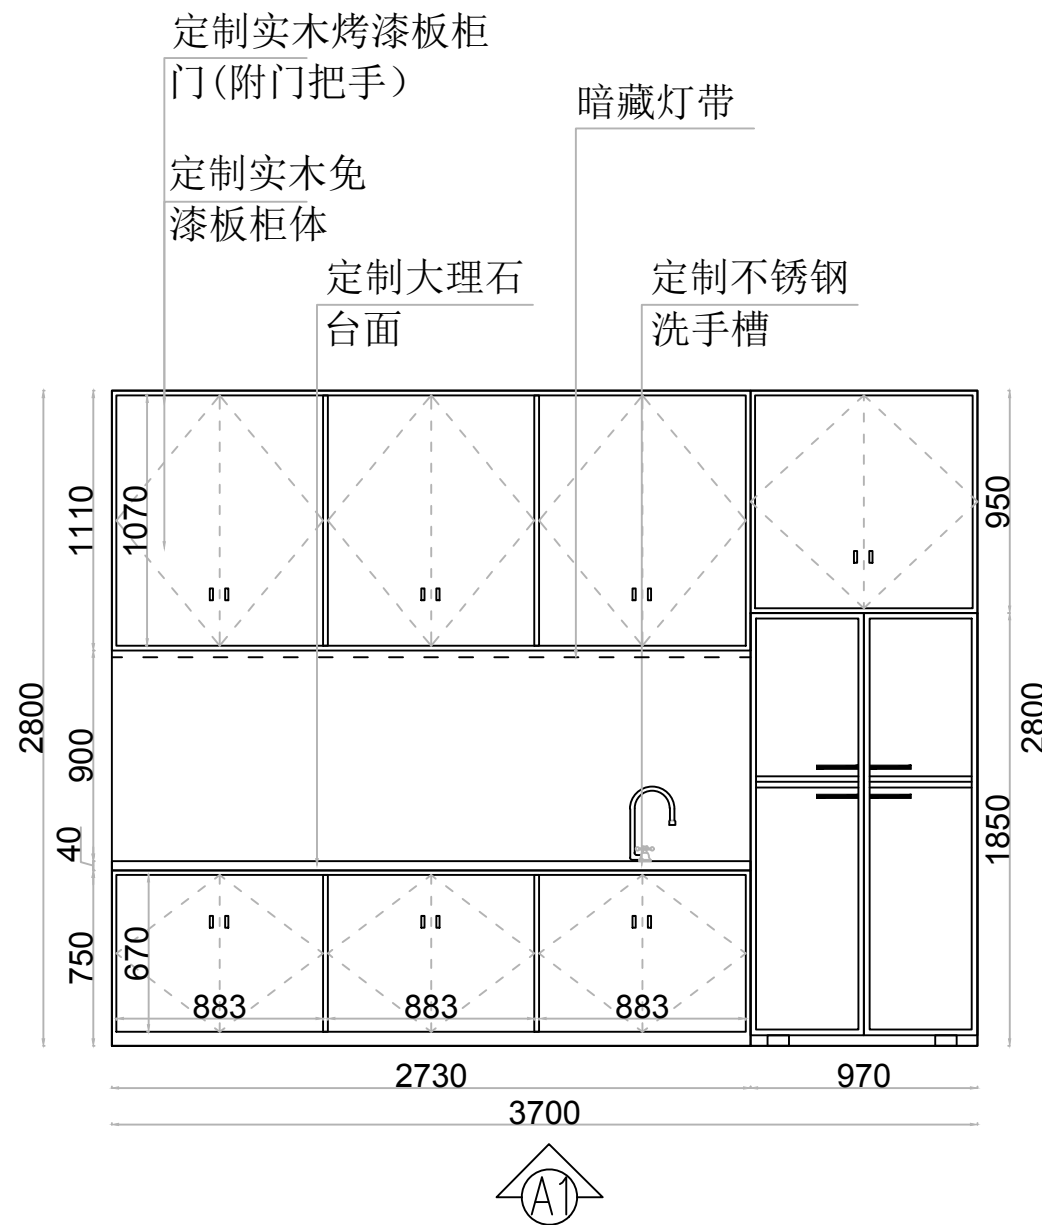 定制实木烤漆板柜
门(附门把手）
暗藏灯带
定制实木免
漆板柜体
定制大理石
台面
定制不锈钢
洗手槽
1110
1070
950
2800
900
2800
40
1850
750
670
883
883
883
2730
970
3700
A1